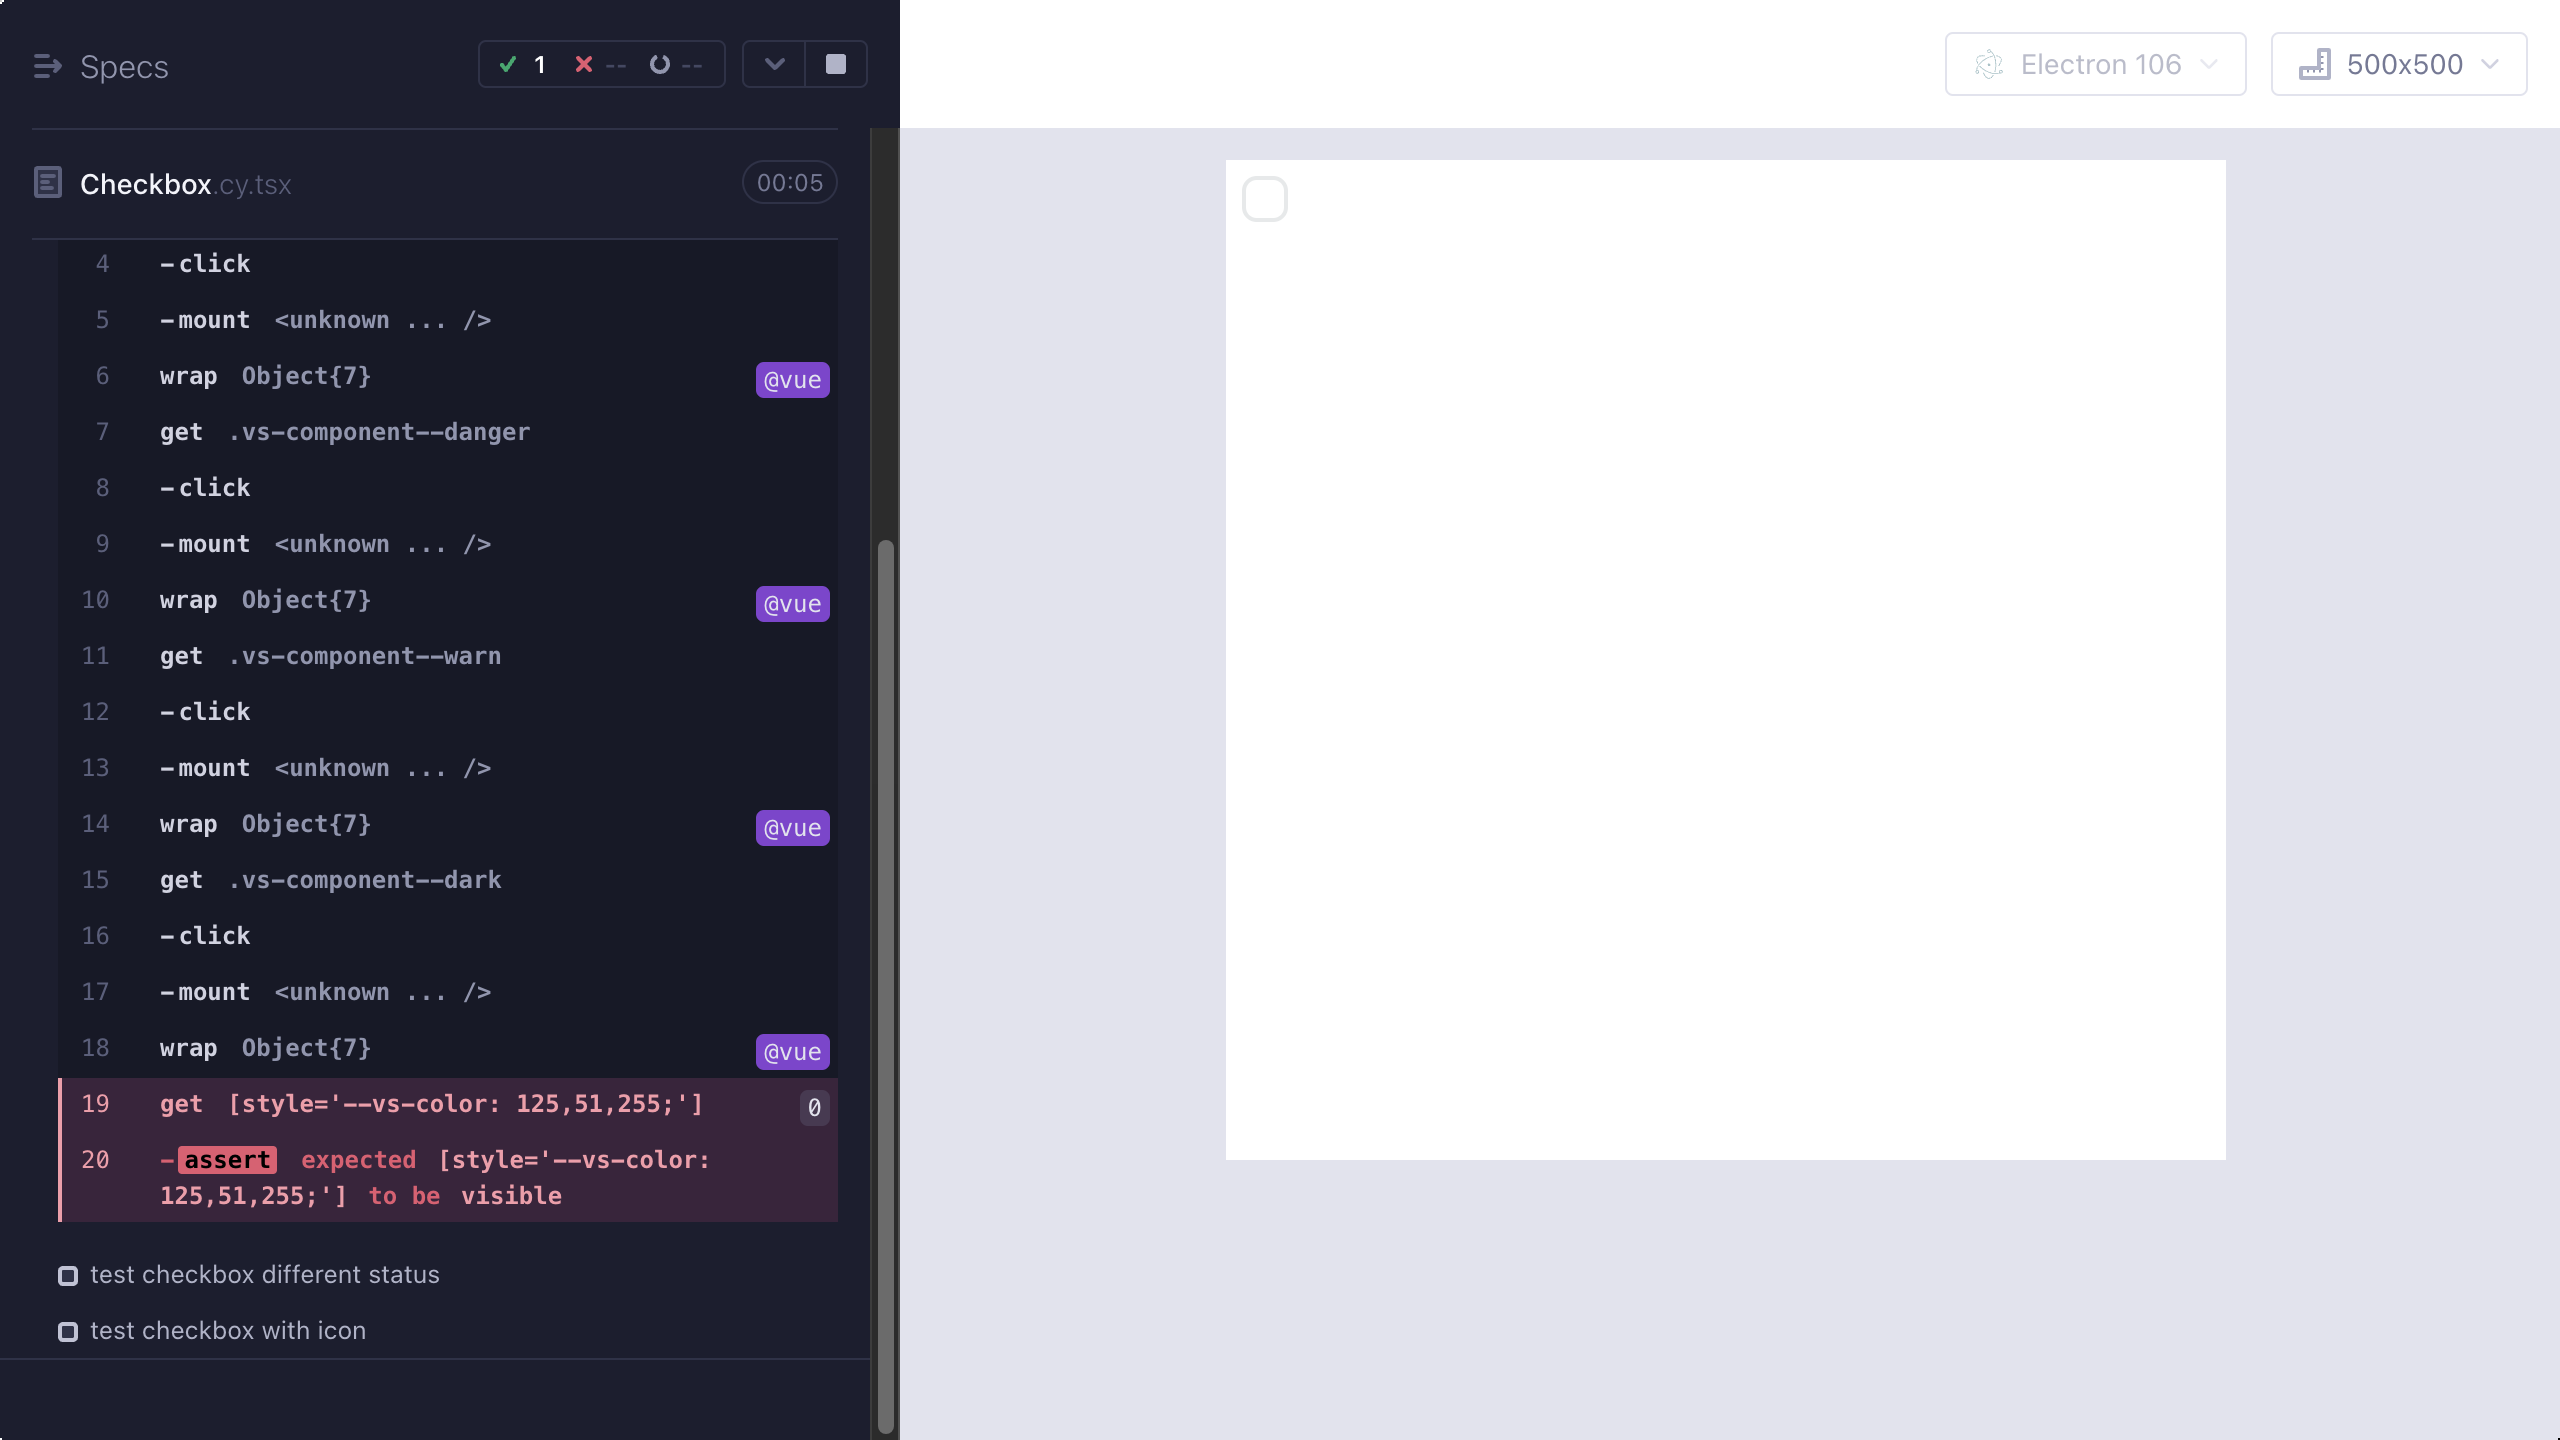 Specs
1 -- --
Electron 106
500x500
Checkbox.cy.tsx
00:05
4 -click
5 -mount <unknown ... />
6 wrap Object{7} @vue
7 get .vs-component--danger
8 -click
9 -mount <unknown ... />
10 wrap Object{7} @vue
11 get .vs-component--warn
12 -click
13 -mount <unknown ... />
14 wrap Object{7} @vue
15 get .vs-component--dark
16 -click
17 -mount <unknown ... />
18 wrap Object{7} @vue
19 get [style='--vs-color: 125,51,255;'] 0
20 -assert expected [style='--vs-color:
125,51,255;'] to be visible
test checkbox different status
test checkbox with icon